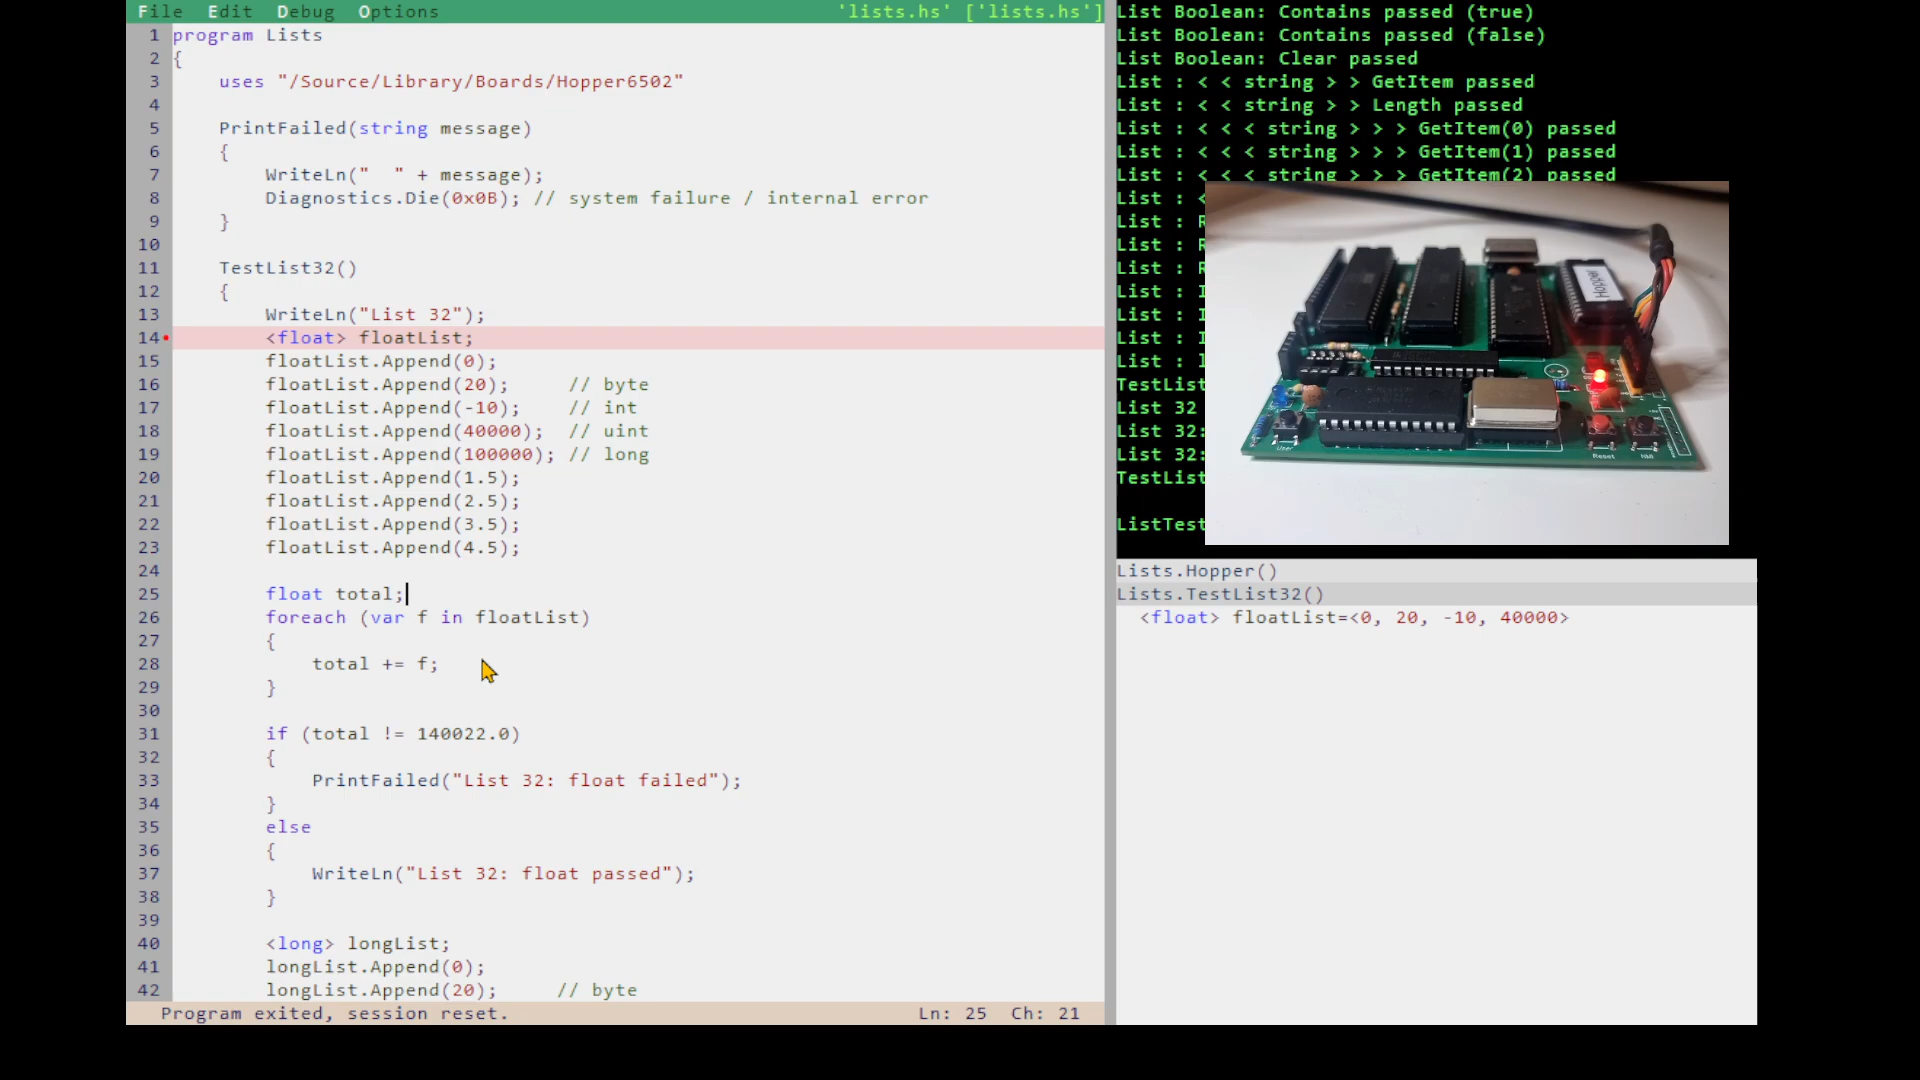 File Edit Debug Options 'lists.hs' ['lists.hs']
1 program Lists
2 {
3 uses "/Source/Library/Boards/Hopper6502"
4
5 PrintFailed(string message)
6 {
7 WriteLn("  " + message);
8 Diagnostics.Die(0x0B); // system failure / internal error
9 }
10
11 TestList32()
12 {
13 WriteLn("List 32");
14 <float> floatList;
15 floatList.Append(0);
16 floatList.Append(20); // byte
17 floatList.Append(-10); // int
18 floatList.Append(40000); // uint
19 floatList.Append(100000); // long
20 floatList.Append(1.5);
21 floatList.Append(2.5);
22 floatList.Append(3.5);
23 floatList.Append(4.5);
24
25 float total;
26 foreach (var f in floatList)
27 {
28 total += f;
29 }
30
31 if (total != 140022.0)
32 {
33 PrintFailed("List 32: float failed");
34 }
35 else
36 {
37 WriteLn("List 32: float passed");
38 }
39
40 <long> longList;
41 longList.Append(0);
42 longList.Append(20); // byte
Program exited, session reset. Ln: 25 Ch: 21
List Boolean: Contains passed (true)
List Boolean: Contains passed (false)
List Boolean: Clear passed
List : < < string > > GetItem passed
List : < < string > > Length passed
List : < < < string > > > GetItem(0) passed
List : < < < string > > > GetItem(1) passed
List : < < < string > > > GetItem(2) passed
List : <
List : R
List : R
List : R
List : I
List : I
List : I
List : l
TestList
List 32
List 32:
List 32:
TestList
ListTest
Hopper
User
Reset
NMI
Lists.Hopper()
Lists.TestList32()
<float> floatList=<0, 20, -10, 40000>